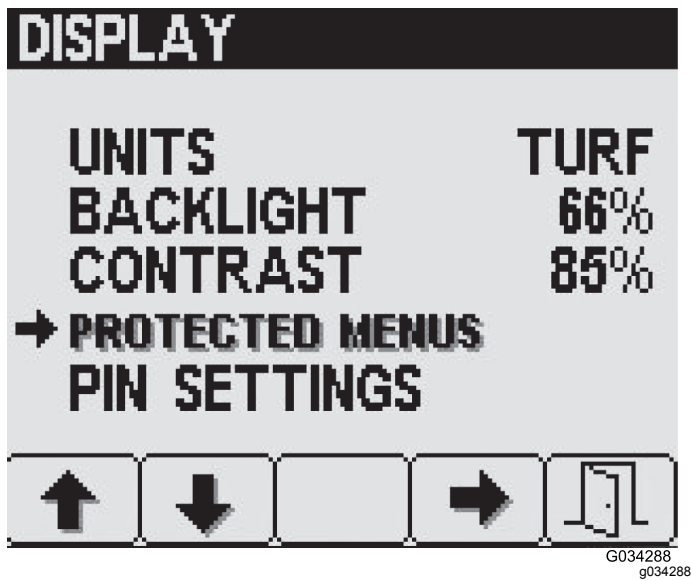 DISPLAY
UNITS TURF
BACKLIGHT 66%
CONTRAST 85%
PROTECTED MENUS
PIN SETTINGS
G034288
g034288